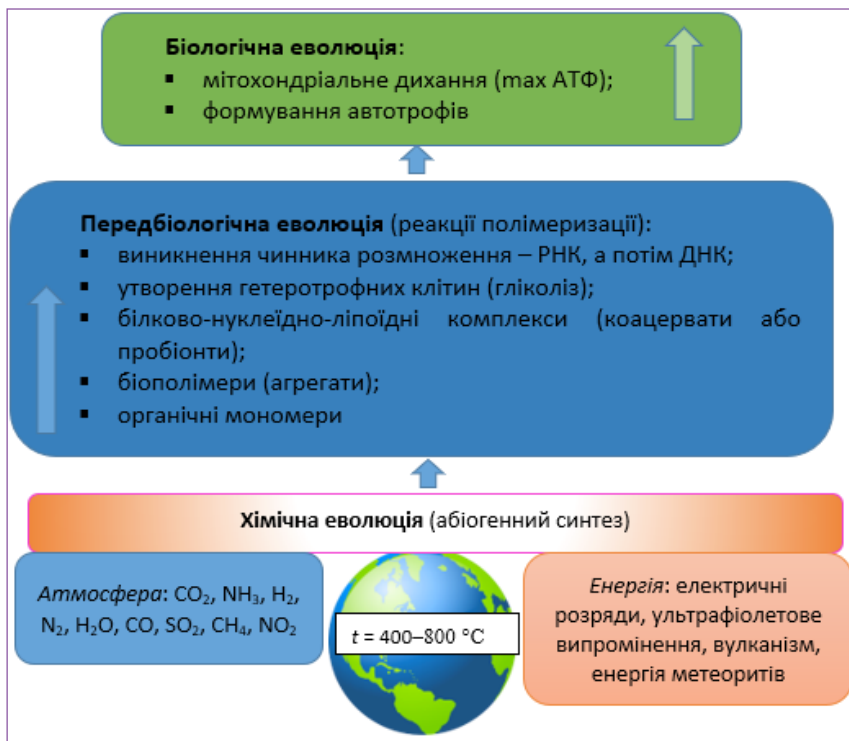 Біологічна еволюція:
▪ мітохондріальне дихання (max АТФ);
▪ формування автотрофів
Передбіологічна еволюція (реакції полімеризації):
▪ виникнення чинника розмноження – РНК, а потім ДНК;
▪ утворення гетеротрофних клітин (гліколіз);
▪ білково-нуклеїдно-ліпоїдні комплекси (коацервати або
пробіонти);
▪ біополімери (агрегати);
▪ органічні мономери
Хімічна еволюція (абіогенний синтез)
Атмосфера: CO₂, NH₃, H₂,
N₂, H₂O, CO, SO₂, CH₄, NO₂
t = 400–800 °C
Енергія: електричні
розряди, ультрафіолетове
випромінення, вулканізм,
енергія метеоритів